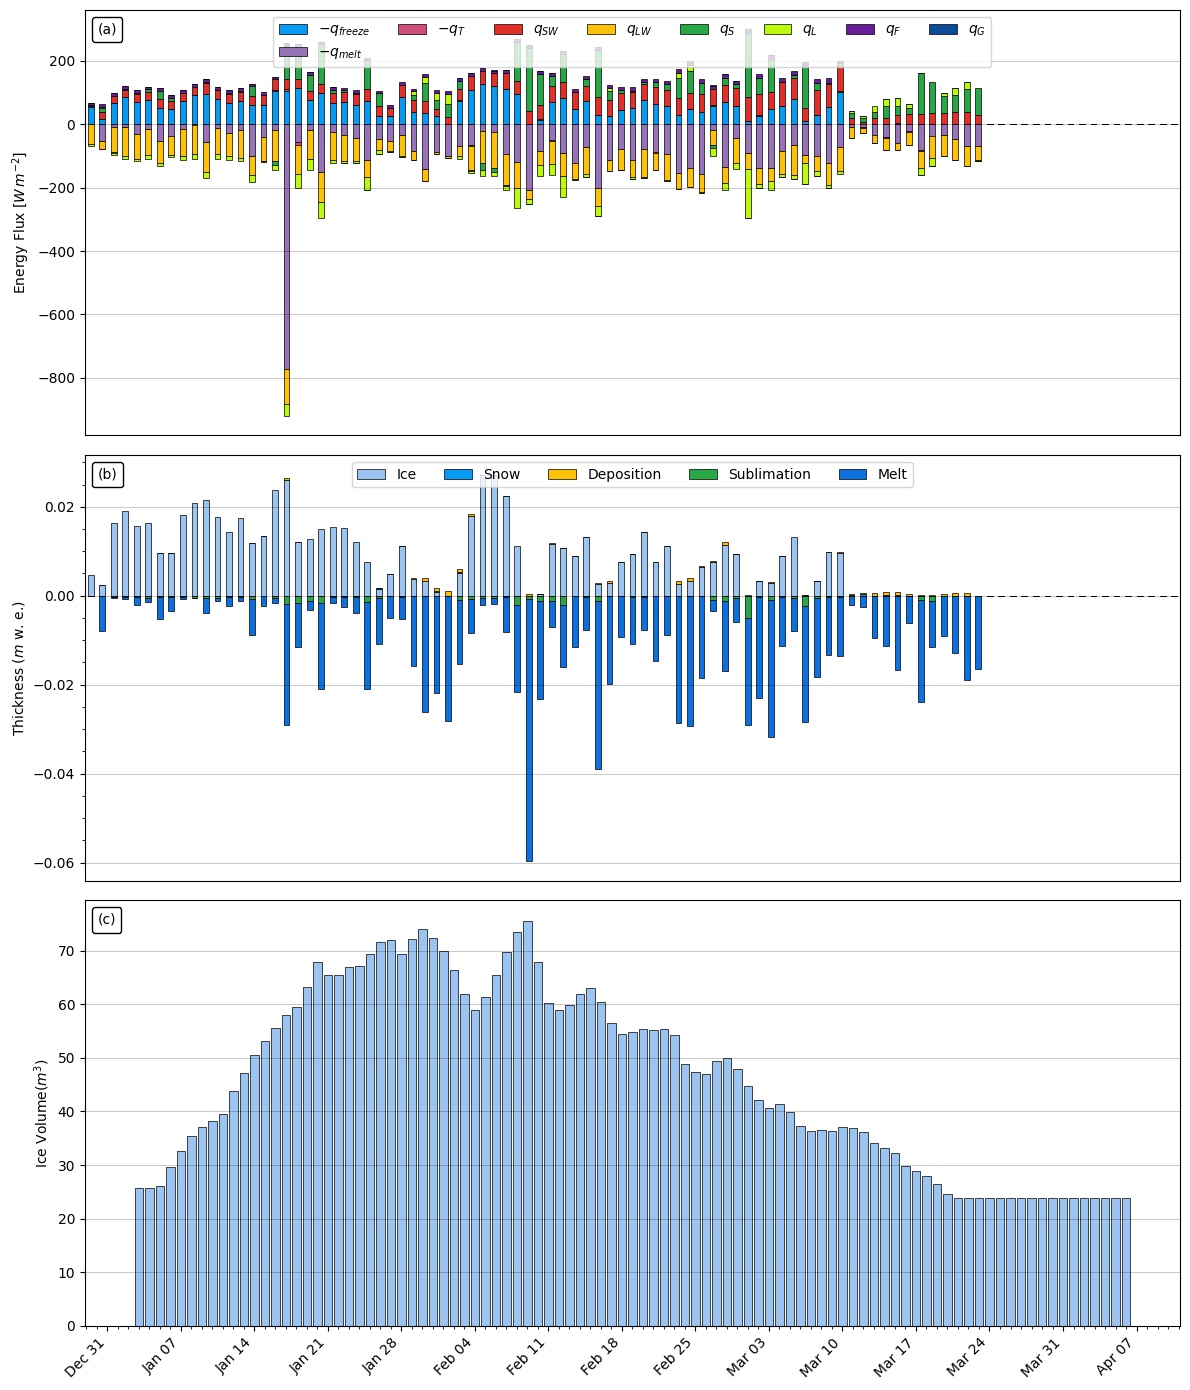 (a)
−q_freeze −q_T q_SW q_LW q_S q_L q_F q_G
−q_melt
Energy Flux [W m⁻²]
200
0
−200
−400
−600
−800
(b)
Ice Snow Deposition Sublimation Melt
Thickness (m w. e.)
0.02
0.00
−0.02
−0.04
−0.06
(c)
Ice Volume(m³)
70
60
50
40
30
20
10
0
Dec 31 Jan 07 Jan 14 Jan 21 Jan 28 Feb 04 Feb 11 Feb 18 Feb 25 Mar 03 Mar 10 Mar 17 Mar 24 Mar 31 Apr 07